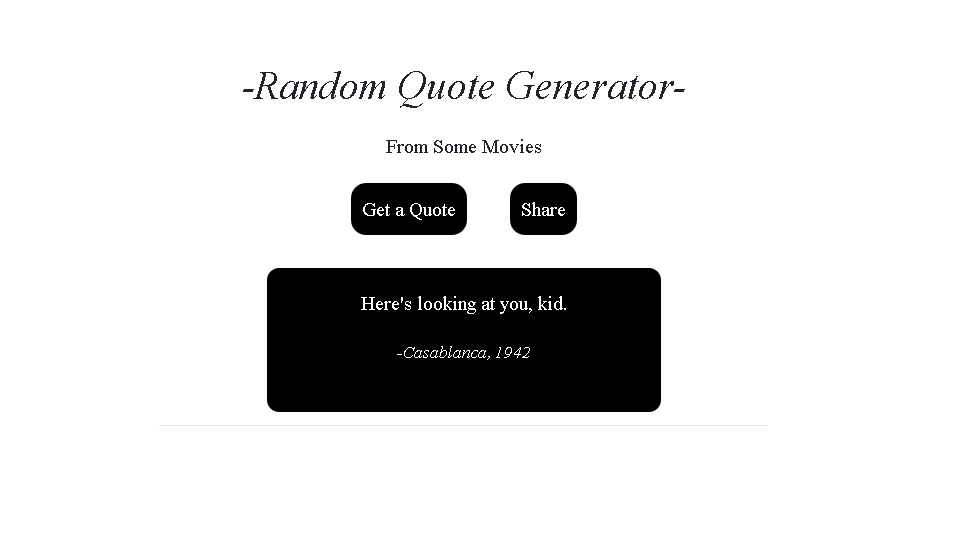 -Random Quote Generator-
From Some Movies
Get a Quote
Share
Here's looking at you, kid.
-Casablanca, 1942